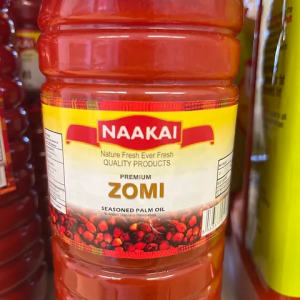 NAAKAI
Nature Fresh Ever Fresh
QUALITY PRODUCTS
PREMIUM
ZOMI
SEASONED PALM OIL